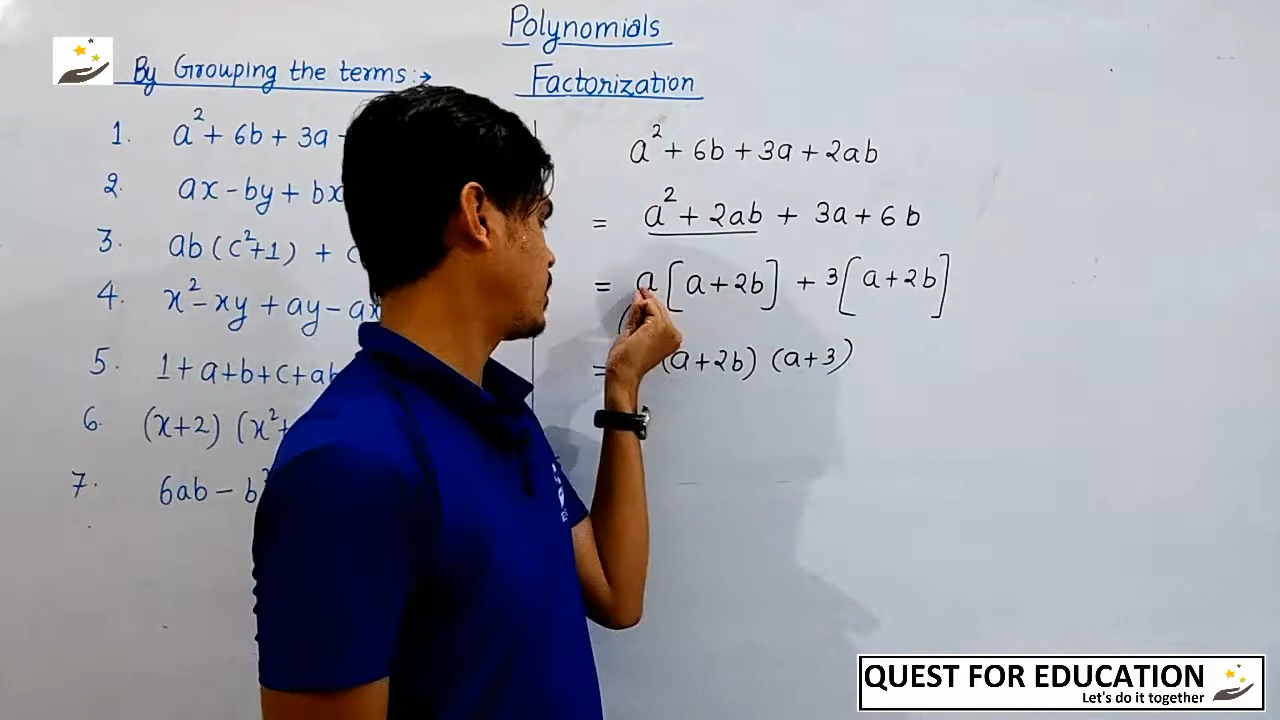 Polynomials
By Grouping the terms:→
Factorization
1. a² + 6b + 3a
2. ax - by + bx
3. ab (c²+1) + c
4. x² - xy + ay - ax
5. 1 + a + b + c + ab
6. (x+2) (x²+
7. 6ab - b²
a² + 6b + 3a + 2ab
= a² + 2ab + 3a + 6b
= a[a + 2b] + 3[a + 2b]
= (a + 2b) (a + 3)
QUEST FOR EDUCATION
Let's do it together